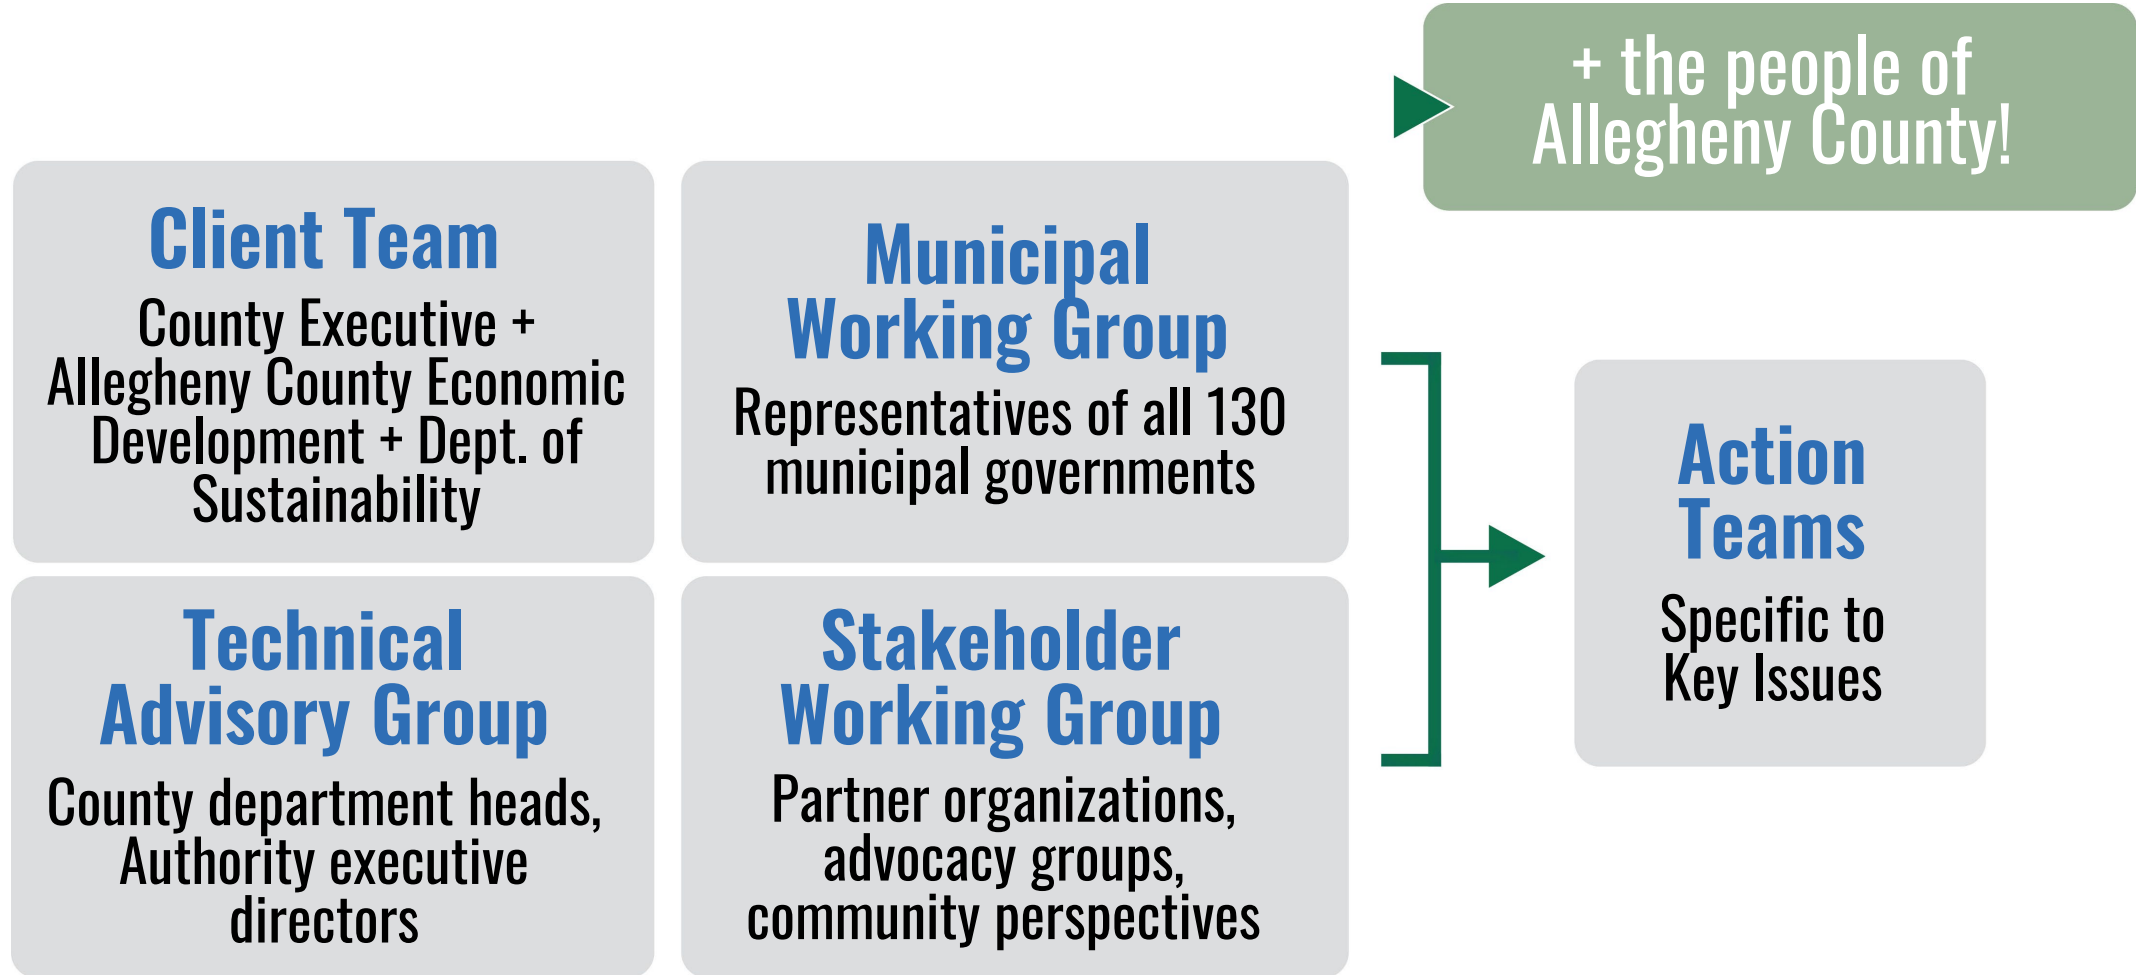 + the people of
Allegheny County!
Client Team
County Executive +
Allegheny County Economic
Development + Dept. of
Sustainability
Municipal
Working Group
Representatives of all 130
municipal governments
Technical
Advisory Group
County department heads,
Authority executive
directors
Stakeholder
Working Group
Partner organizations,
advocacy groups,
community perspectives
Action
Teams
Specific to
Key Issues